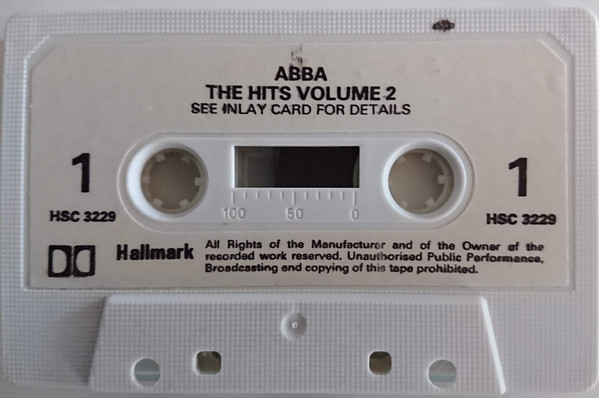 ABBA
THE HITS VOLUME 2
SEE INLAY CARD FOR DETAILS
1
1
HSC 3229
HSC 3229
100 50 0
Hallmark
All Rights of the Manufacturer and of the Owner of the
recorded work reserved. Unauthorised Public Performance,
Broadcasting and copying of this tape prohibited.